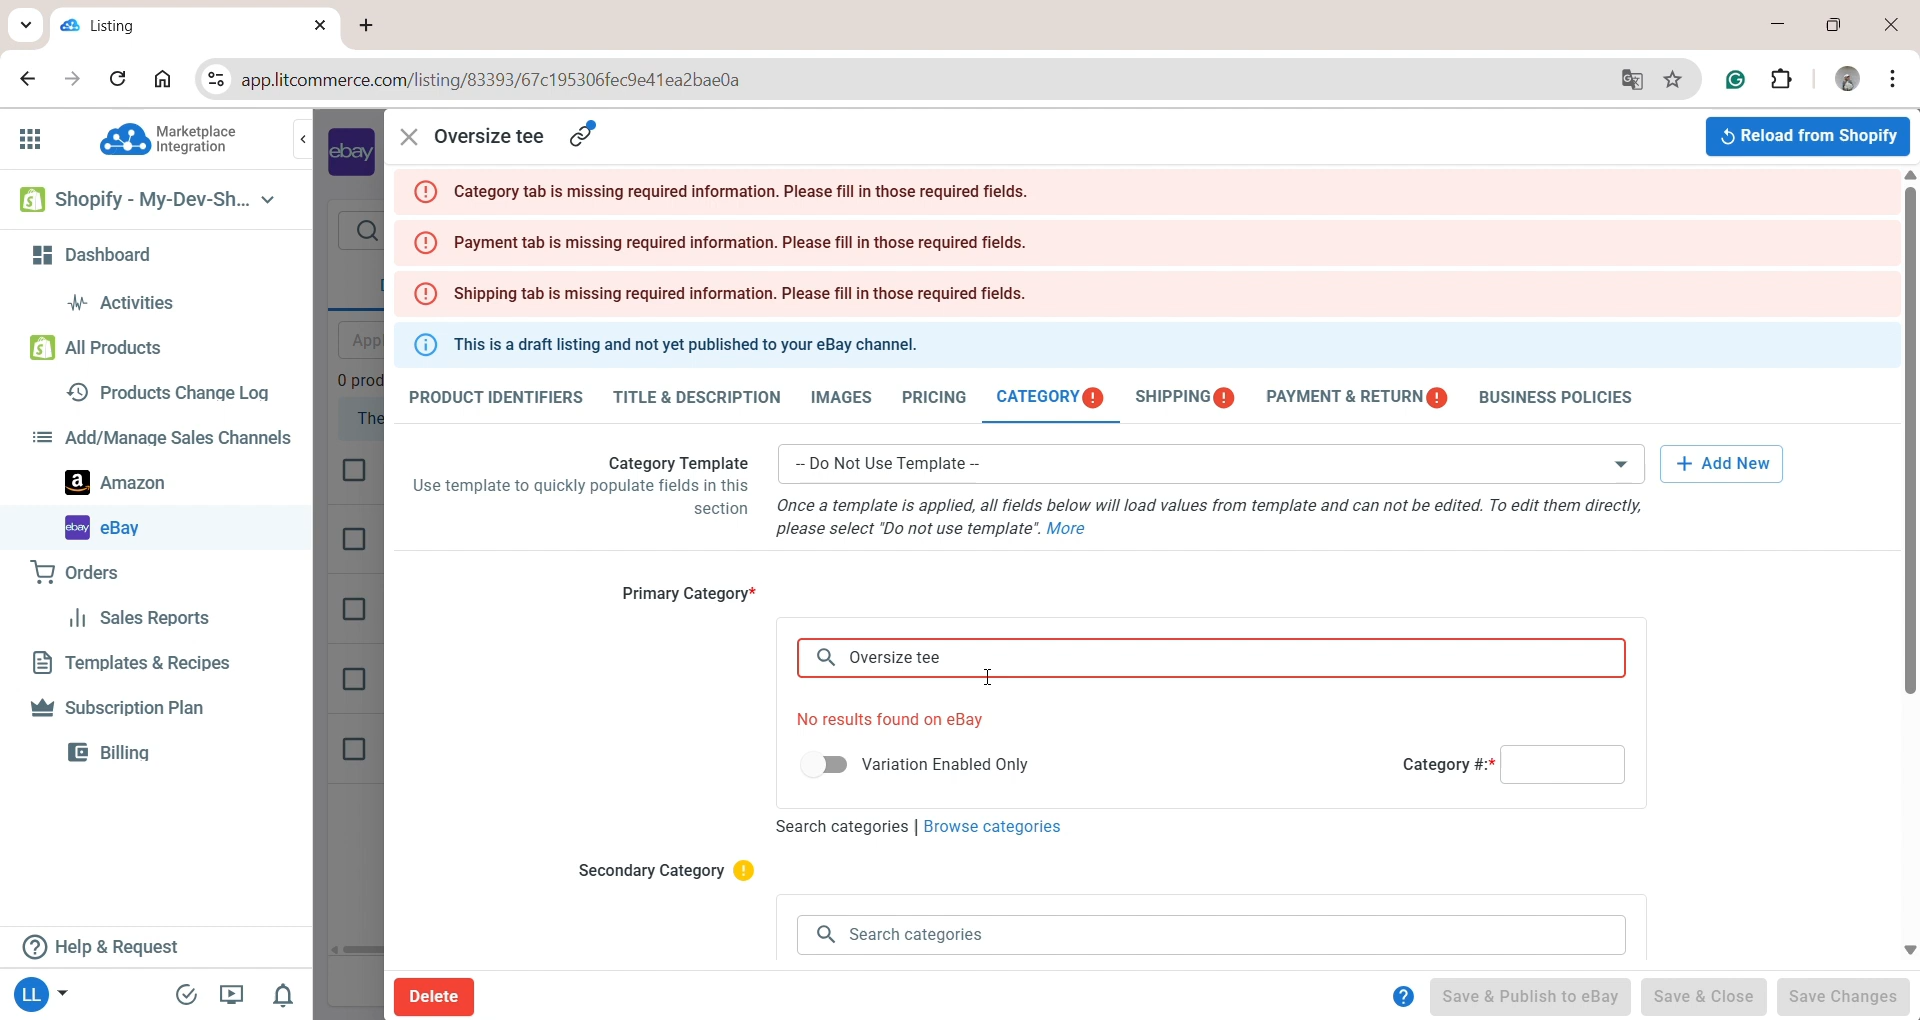 Listing
app.litcommerce.com/listing/83393/67c195306fec9e41ea2bae0a
Marketplace
Integration
ebay
Oversize tee
Reload from Shopify
Shopify - My-Dev-Sh...
Category tab is missing required information. Please fill in those required fields.
Payment tab is missing required information. Please fill in those required fields.
Shipping tab is missing required information. Please fill in those required fields.
This is a draft listing and not yet published to your eBay channel.
Dashboard
Activities
All Products
Products Change Log
Add/Manage Sales Channels
Amazon
ebay eBay
Orders
Sales Reports
Templates & Recipes
Subscription Plan
Billing
Help & Request
LL
Appl
0 prod
The
PRODUCT IDENTIFIERS TITLE & DESCRIPTION IMAGES PRICING CATEGORY ! SHIPPING ! PAYMENT & RETURN ! BUSINESS POLICIES
Category Template
Use template to quickly populate fields in this
section
-- Do Not Use Template --
+ Add New
Once a template is applied, all fields below will load values from template and can not be edited. To edit them directly,
please select "Do not use template". More
Primary Category*
Oversize tee
No results found on eBay
Variation Enabled Only
Category #:*
Search categories | Browse categories
Secondary Category !
Search categories
Delete
? Save & Publish to eBay Save & Close Save Changes